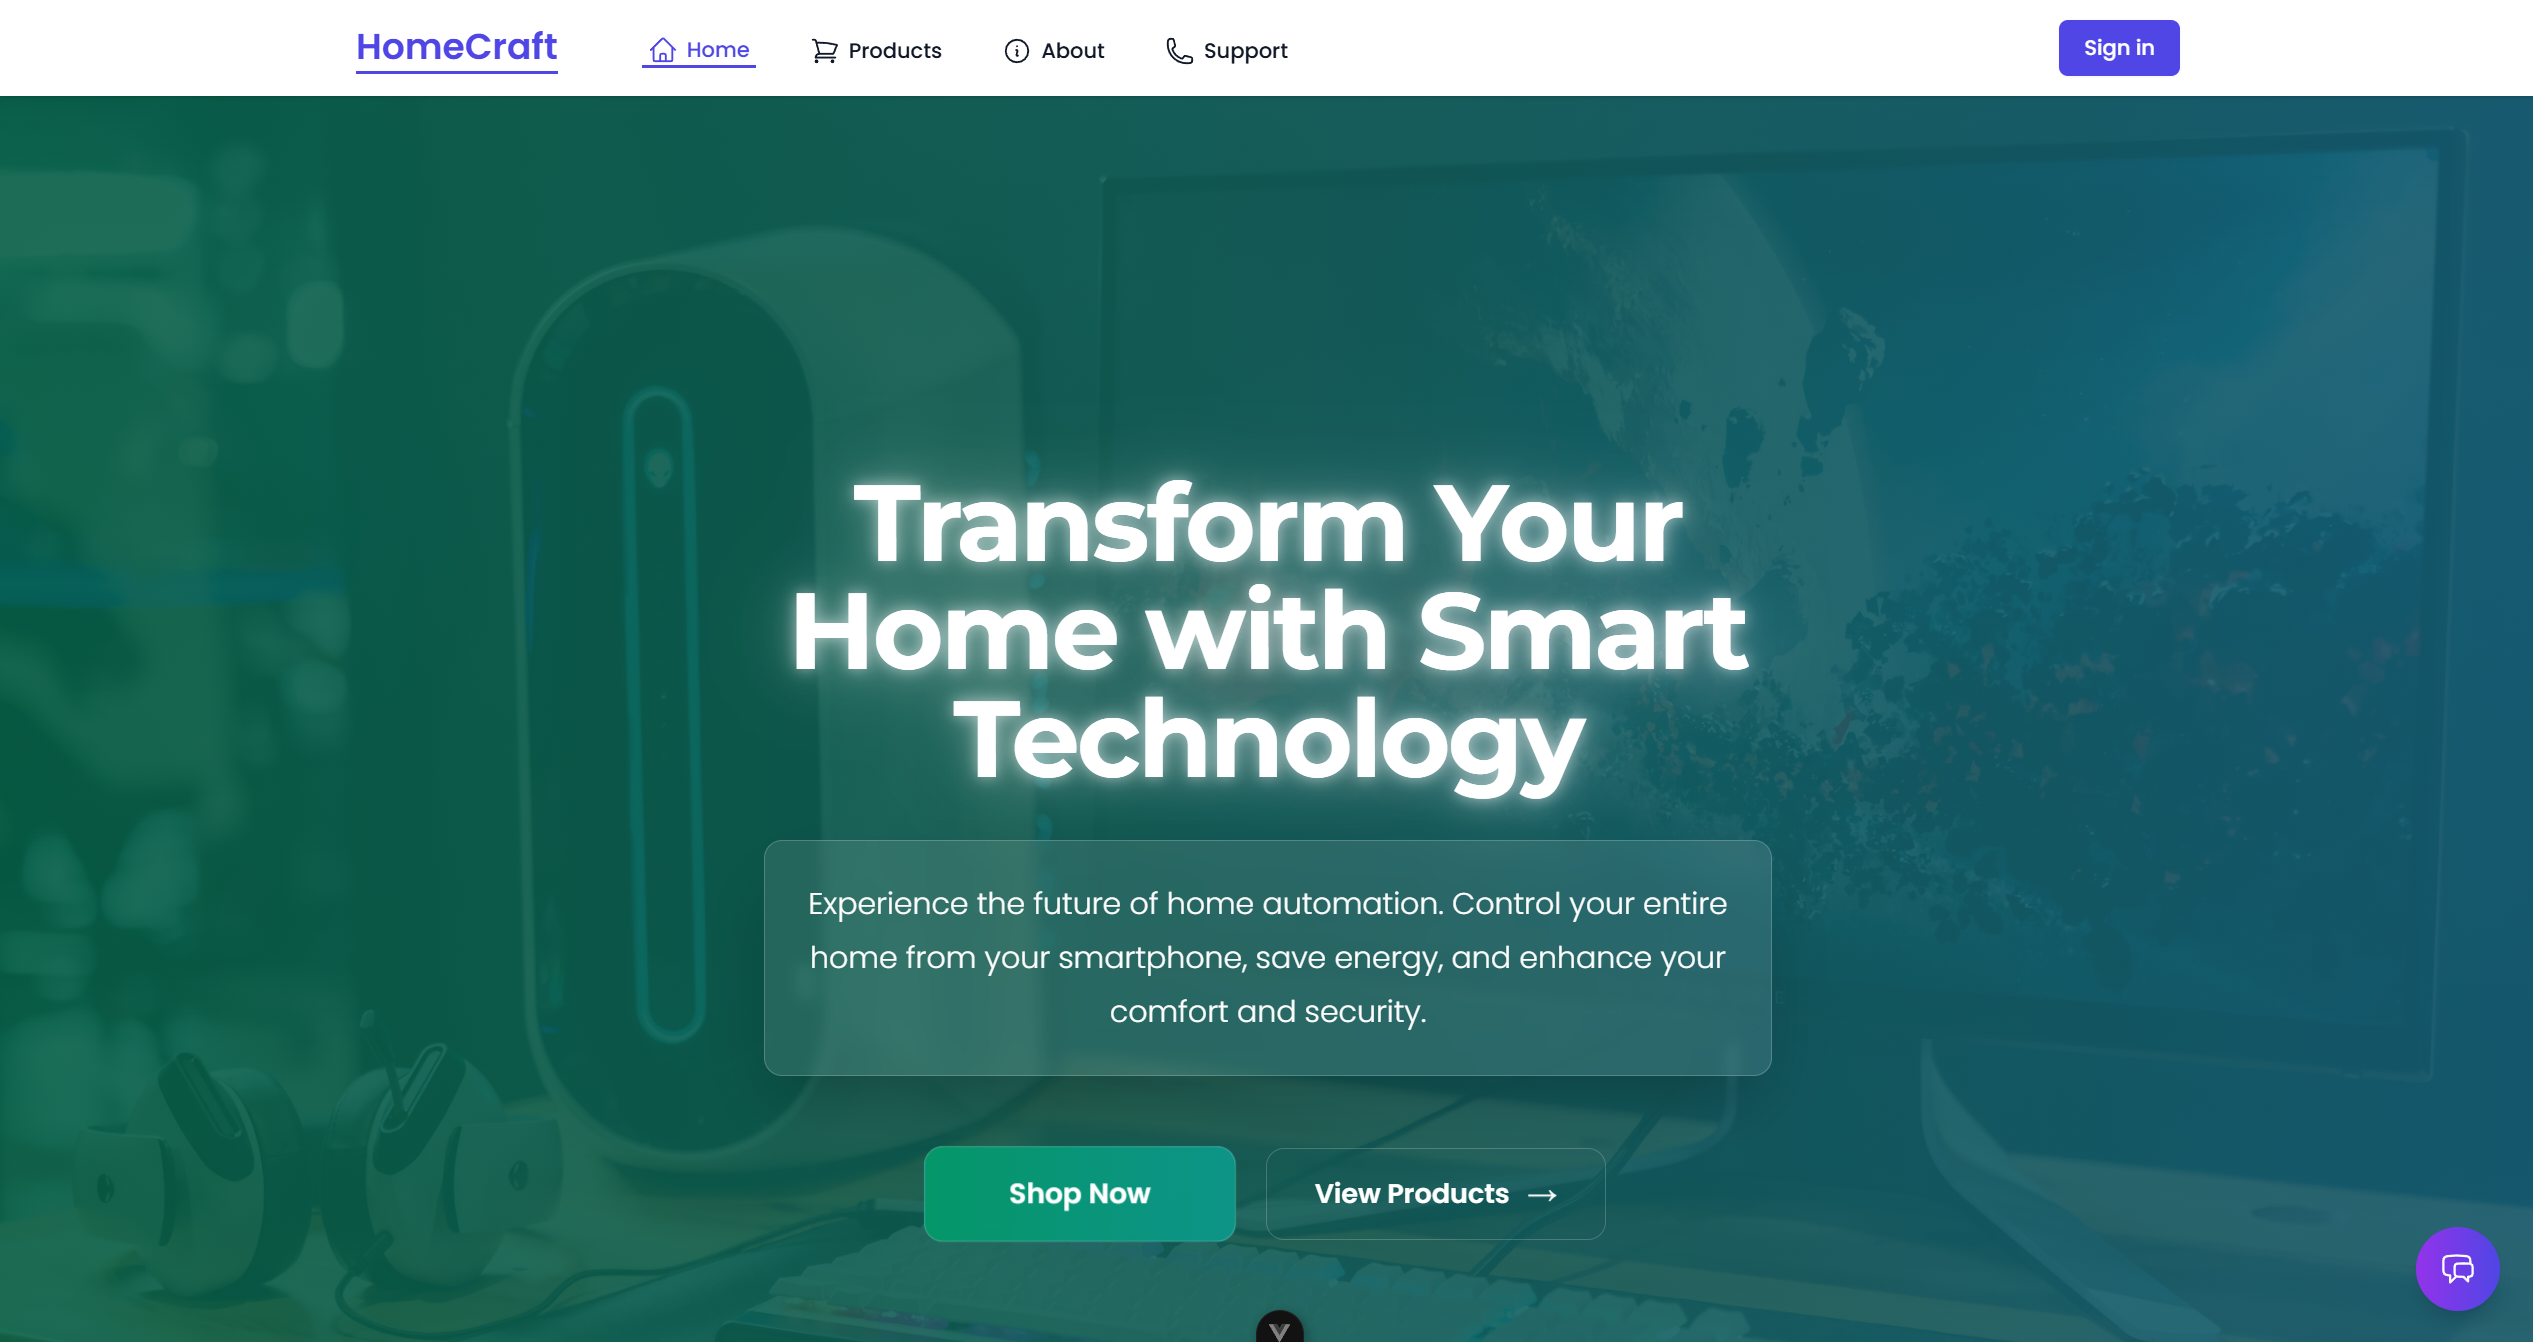 HomeCraft
Home
Products
About
Support
Sign in
Transform Your
Home with Smart
Technology
Experience the future of home automation. Control your entire
home from your smartphone, save energy, and enhance your
comfort and security.
Shop Now
View Products →